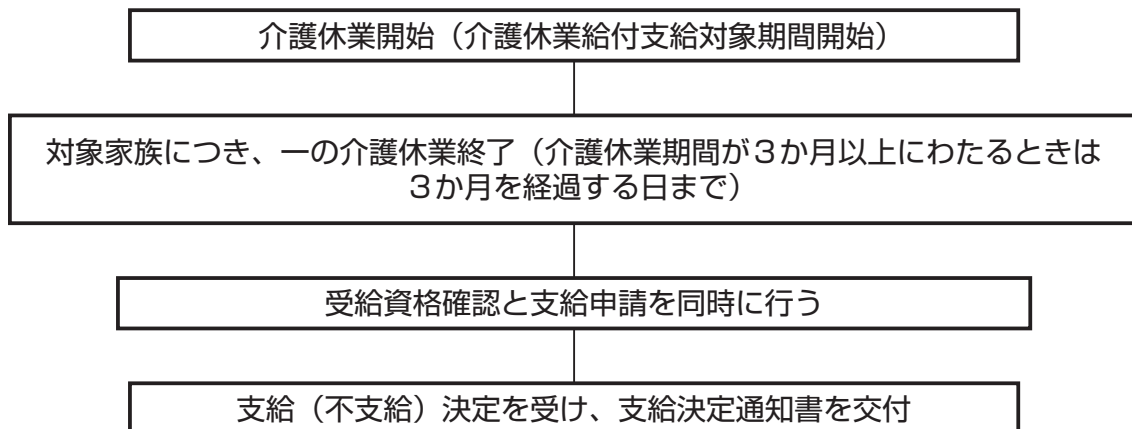 介護休業開始（介護休業給付支給対象期間開始）
対象家族につき、一の介護休業終了（介護休業期間が３か月以上にわたるときは
３か月を経過する日まで）
受給資格確認と支給申請を同時に行う
支給（不支給）決定を受け、支給決定通知書を交付